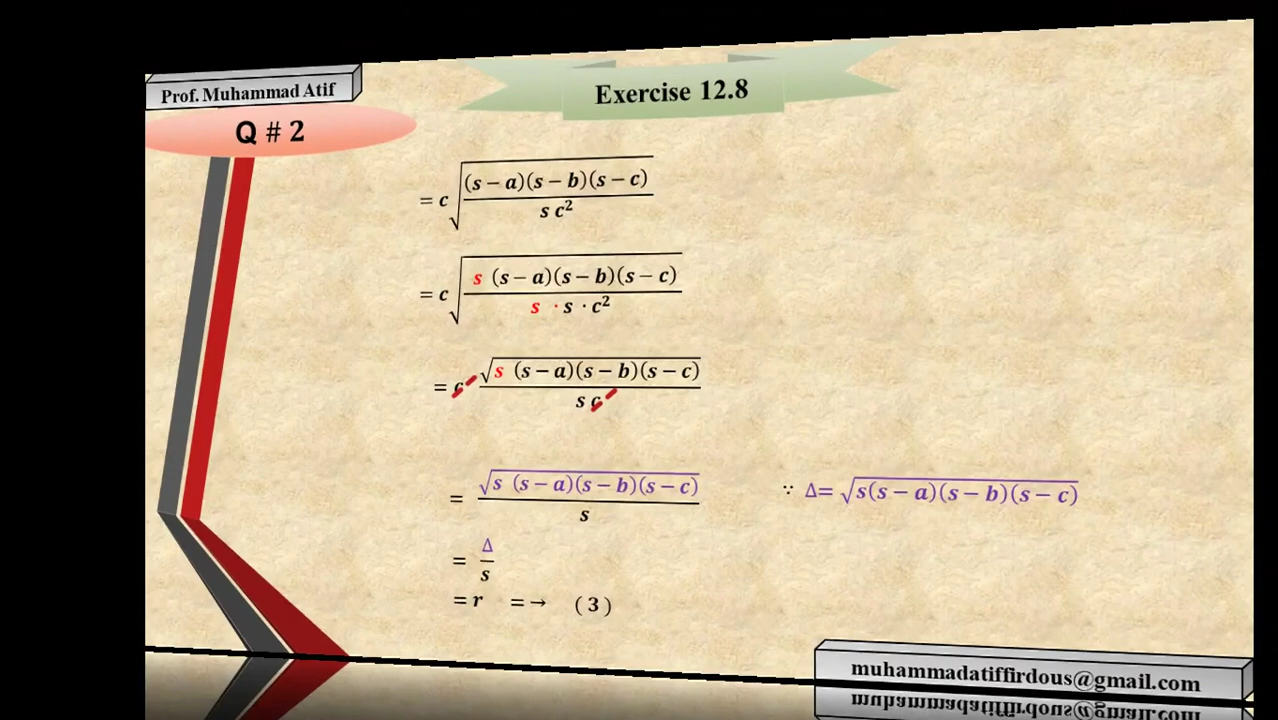 Prof. Muhammad Atif
Exercise 12.8
Q # 2
= c √((s − a)(s − b)(s − c) / s c²)
= c √(s (s − a)(s − b)(s − c) / s · s · c²)
= c √(s (s − a)(s − b)(s − c)) / s c
= √(s (s − a)(s − b)(s − c)) / s ∵ Δ= √(s(s − a)(s − b)(s − c))
= Δ / s
= r = → ( 3 )
muhammadatiffirdous@gmail.com